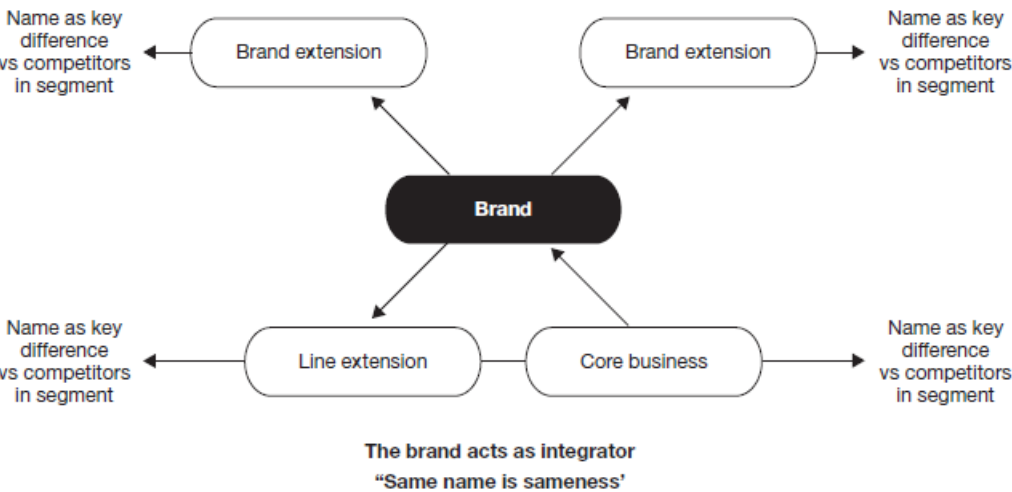 Name as key
difference
vs competitors
in segment
Brand extension
Brand extension
Name as key
difference
vs competitors
in segment
Brand
Name as key
difference
vs competitors
in segment
Line extension
Core business
Name as key
difference
vs competitors
in segment
The brand acts as integrator
“Same name is sameness’